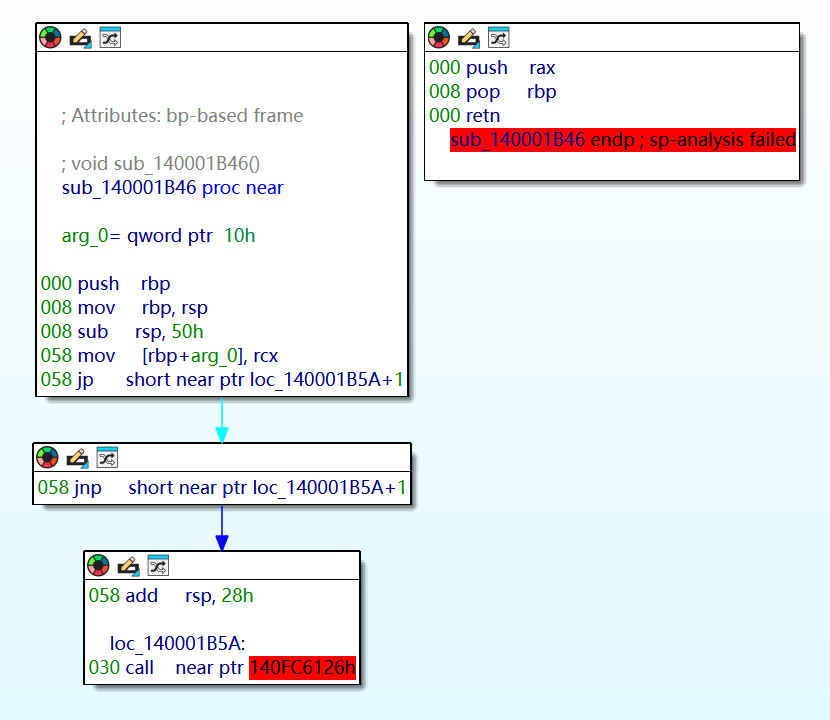 ; Attributes: bp-based frame
; void sub_140001B46()
sub_140001B46 proc near
arg_0= qword ptr  10h
000 push    rbp
008 mov     rbp, rsp
008 sub     rsp, 50h
058 mov     [rbp+arg_0], rcx
058 jp      short near ptr loc_140001B5A+1
058 jnp     short near ptr loc_140001B5A+1
058 add     rsp, 28h
loc_140001B5A:
030 call    near ptr 140FC6126h
000 push    rax
008 pop     rbp
000 retn
sub_140001B46 endp ; sp-analysis failed